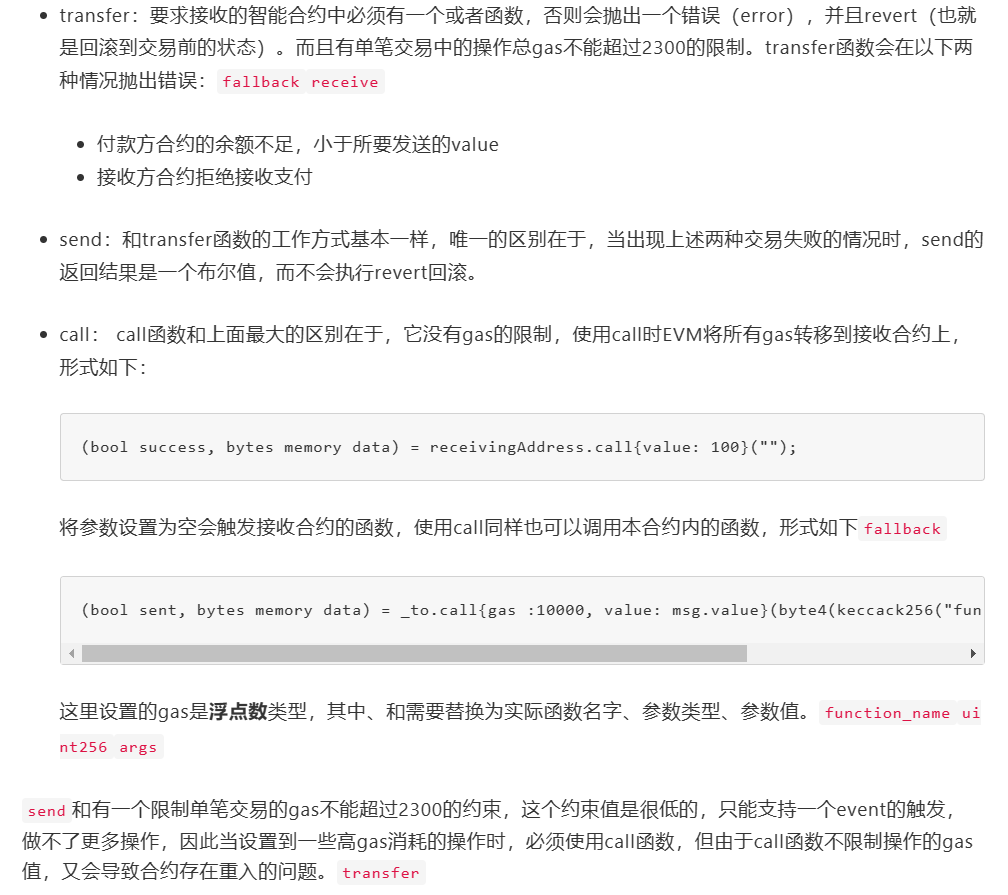 transfer：要求接收的智能合约中必须有一个或者函数，否则会抛出一个错误（error），并且revert（也就
是回滚到交易前的状态）。而且有单笔交易中的操作总gas不能超过2300的限制。transfer函数会在以下两
种情况抛出错误：fallback receive
付款方合约的余额不足，小于所要发送的value
接收方合约拒绝接收支付
send：和transfer函数的工作方式基本一样，唯一的区别在于，当出现上述两种交易失败的情况时，send的
返回结果是一个布尔值，而不会执行revert回滚。
call： call函数和上面最大的区别在于，它没有gas的限制，使用call时EVM将所有gas转移到接收合约上，
形式如下：
(bool success, bytes memory data) = receivingAddress.call{value: 100}("");
将参数设置为空会触发接收合约的函数，使用call同样也可以调用本合约内的函数，形式如下fallback
(bool sent, bytes memory data) = _to.call{gas :10000, value: msg.value}(byte4(keccack256("fun
这里设置的gas是浮点数类型，其中、和需要替换为实际函数名字、参数类型、参数值。function_name ui
nt256 args
send和有一个限制单笔交易的gas不能超过2300的约束，这个约束值是很低的，只能支持一个event的触发，
做不了更多操作，因此当设置到一些高gas消耗的操作时，必须使用call函数，但由于call函数不限制操作的gas
值，又会导致合约存在重入的问题。transfer